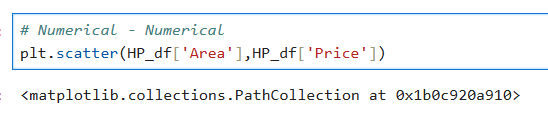 # Numerical - Numerical
plt.scatter(HP_df['Area'],HP_df['Price'])
<matplotlib.collections.PathCollection at 0x1b0c920a910>